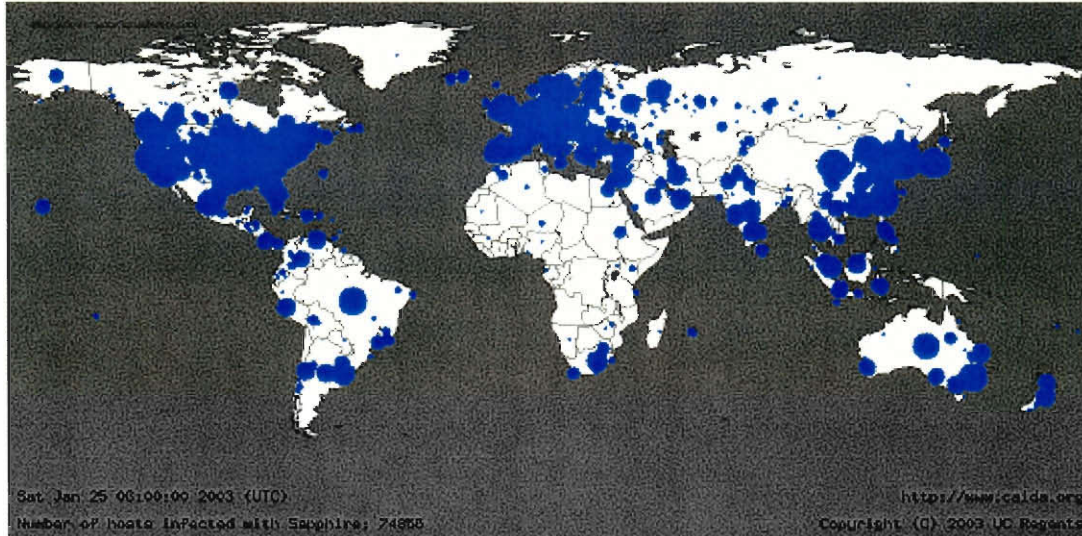 Sat Jan 25 06:00:00 2003 (UTC)
http://www.caida.org
Number of hosts infected with Sapphire: 74855
Copyright (C) 2003 UC Regents